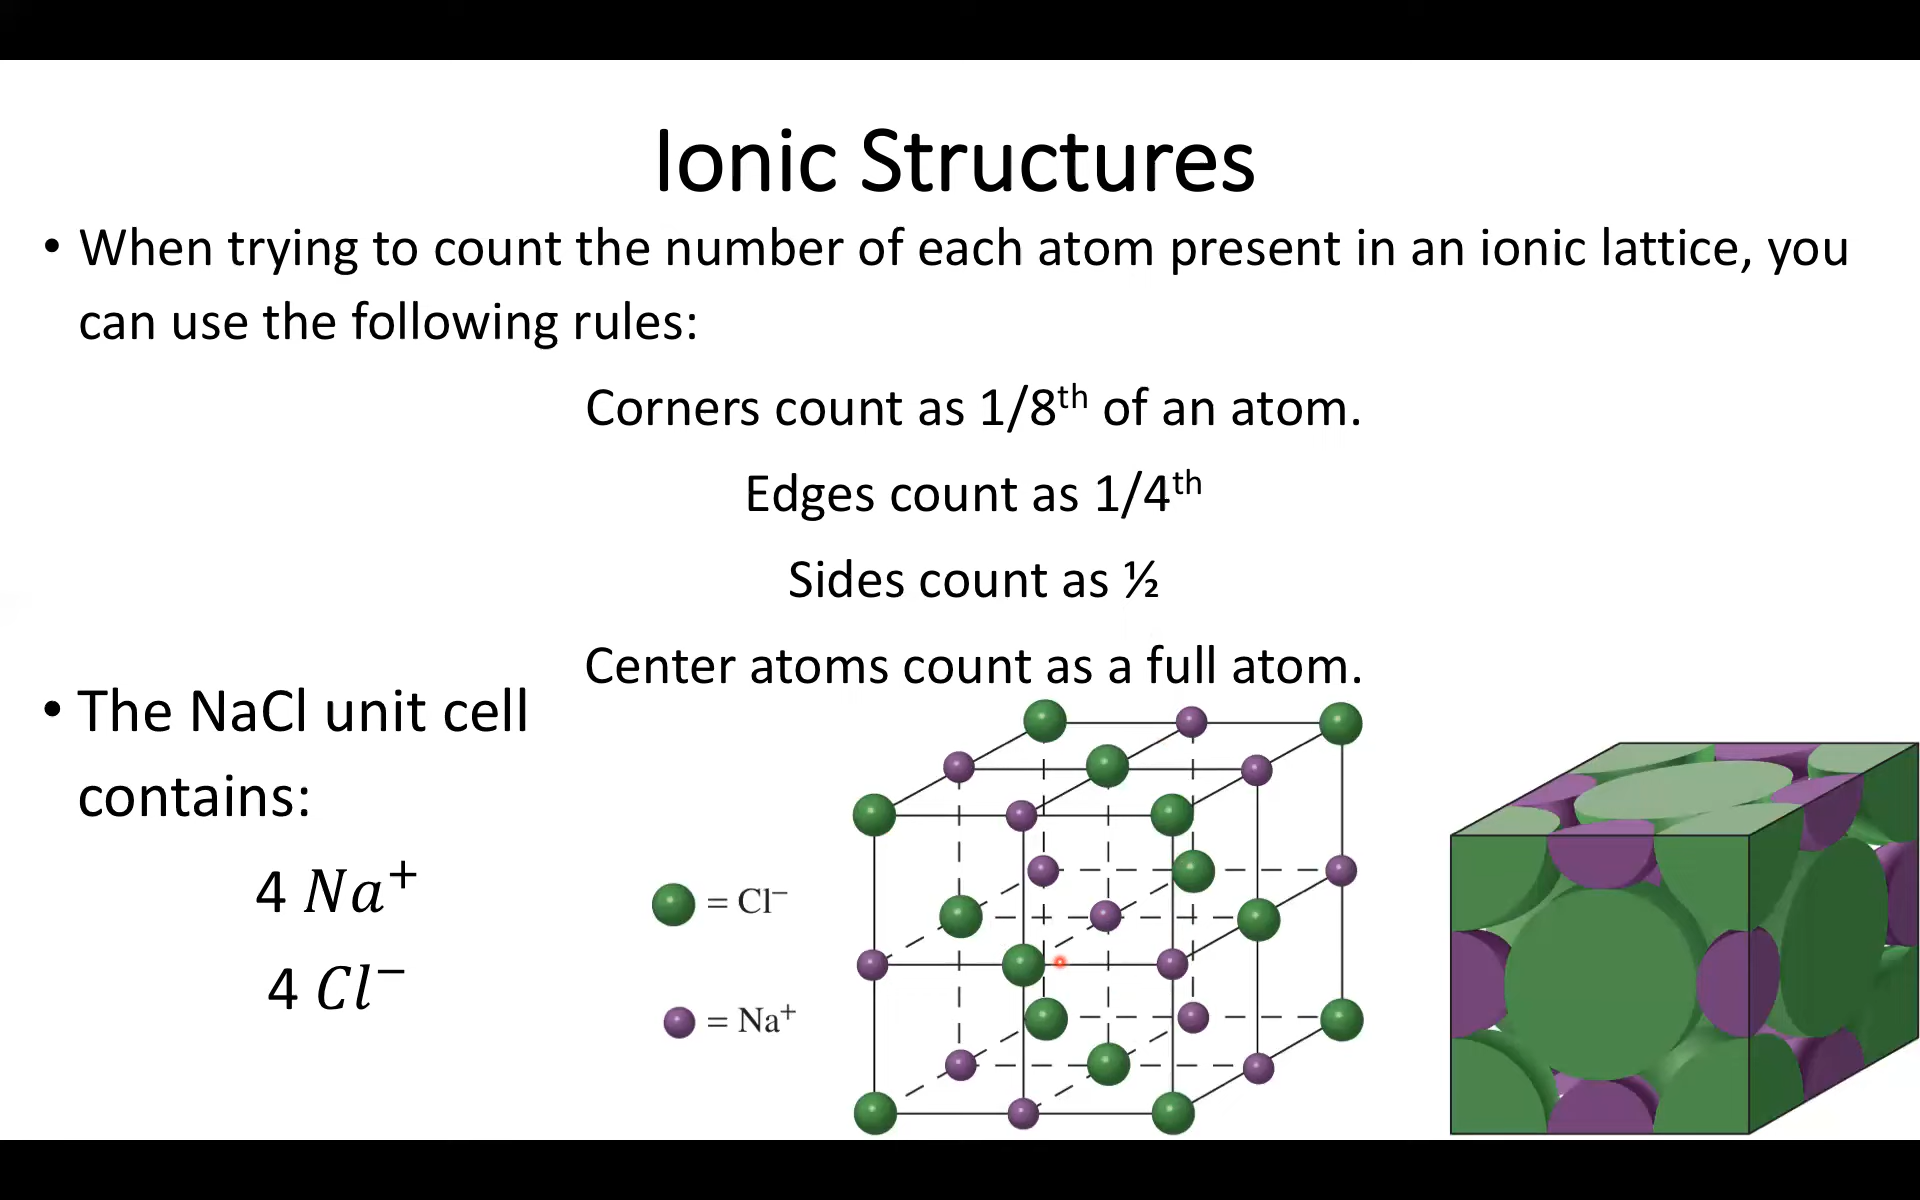 Ionic Structures
• When trying to count the number of each atom present in an ionic lattice, you
can use the following rules:
Corners count as 1/8ᵗʰ of an atom.
Edges count as 1/4ᵗʰ
Sides count as ½
Center atoms count as a full atom.
• The NaCl unit cell
contains:
4 Na⁺
4 Cl⁻
= Cl⁻
= Na⁺